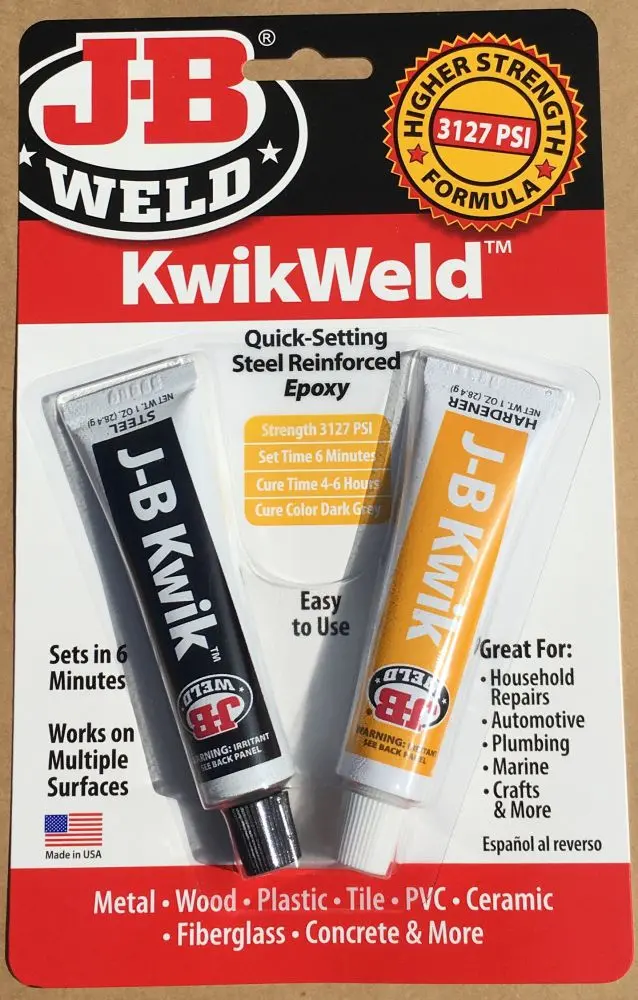 J-B
WELD
®
HIGHER STRENGTH
3127 PSI
FORMULA
KwikWeld™
Quick-Setting
Steel Reinforced
Epoxy
Strength 3127 PSI
Set Time 6 Minutes
Cure Time 4-6 Hours
Cure Color Dark Grey
STEEL
NET WT. 1 OZ. (28.4 g)
J-B Kwik™
J-B
WELD
WARNING: IRRITANT
SEE BACK PANEL
HARDENER
NET WT. 1 OZ. (28.4 g)
J-B Kwik
J-B
WELD
WARNING: IRRITANT
SEE BACK PANEL
Easy
to Use
Sets in 6
Minutes
Works on
Multiple
Surfaces
Made in USA
Great For:
• Household
Repairs
• Automotive
• Plumbing
• Marine
• Crafts
& More
Español al reverso
Metal • Wood • Plastic • Tile • PVC • Ceramic
• Fiberglass • Concrete & More